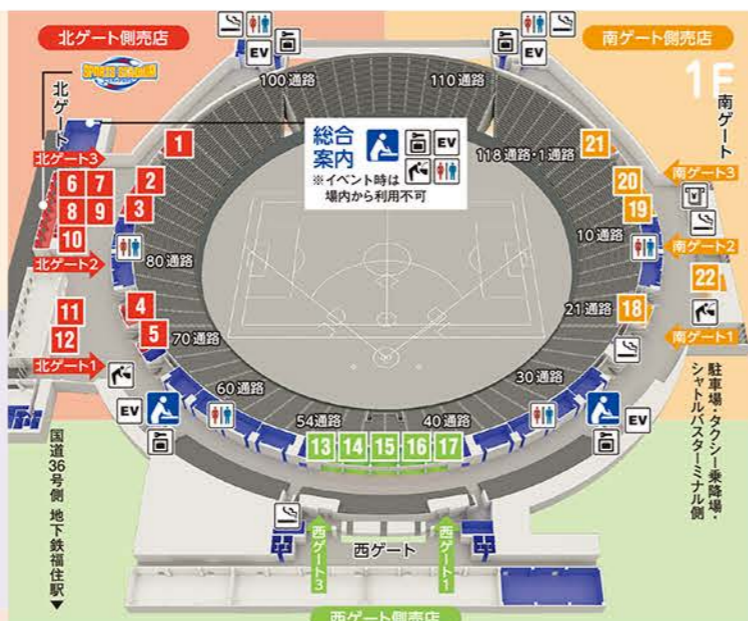 北ゲート側売店
EV
EV
南ゲート側売店
SPORTS STADIUM
100通路
110通路
1F
北ゲート
南ゲート
総合
案内
EV
※イベント時は
場内から利用不可
1
118通路・1通路
21
北ゲート3
南ゲート3
6
7
2
20
8
9
3
19
10
10通路
北ゲート2
80通路
南ゲート2
22
11
4
21通路
18
12
5
70通路
南ゲート1
北ゲート1
60通路
30通路
EV
EV
54通路
40通路
13
14
15
16
17
駐車場・タクシー乗降場・
シャトルバスターミナル側
国道36号側 地下鉄福住駅▼
西ゲート3
西ゲート
西ゲート1
西ゲート側売店